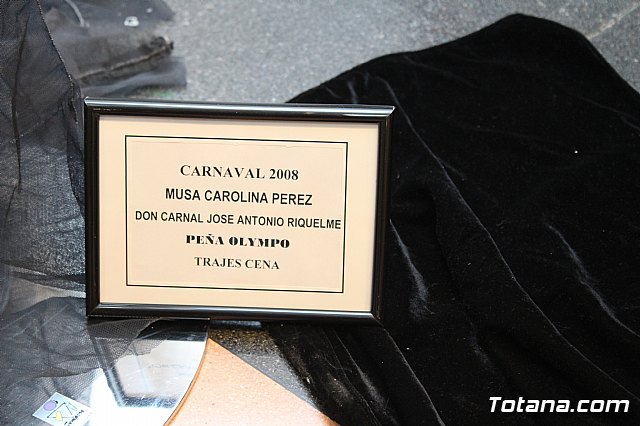 CARNAVAL 2008
MUSA CAROLINA PEREZ
DON CARNAL JOSE ANTONIO RIQUELME
PEÑA OLYMPO
TRAJES CENA
Totana.com